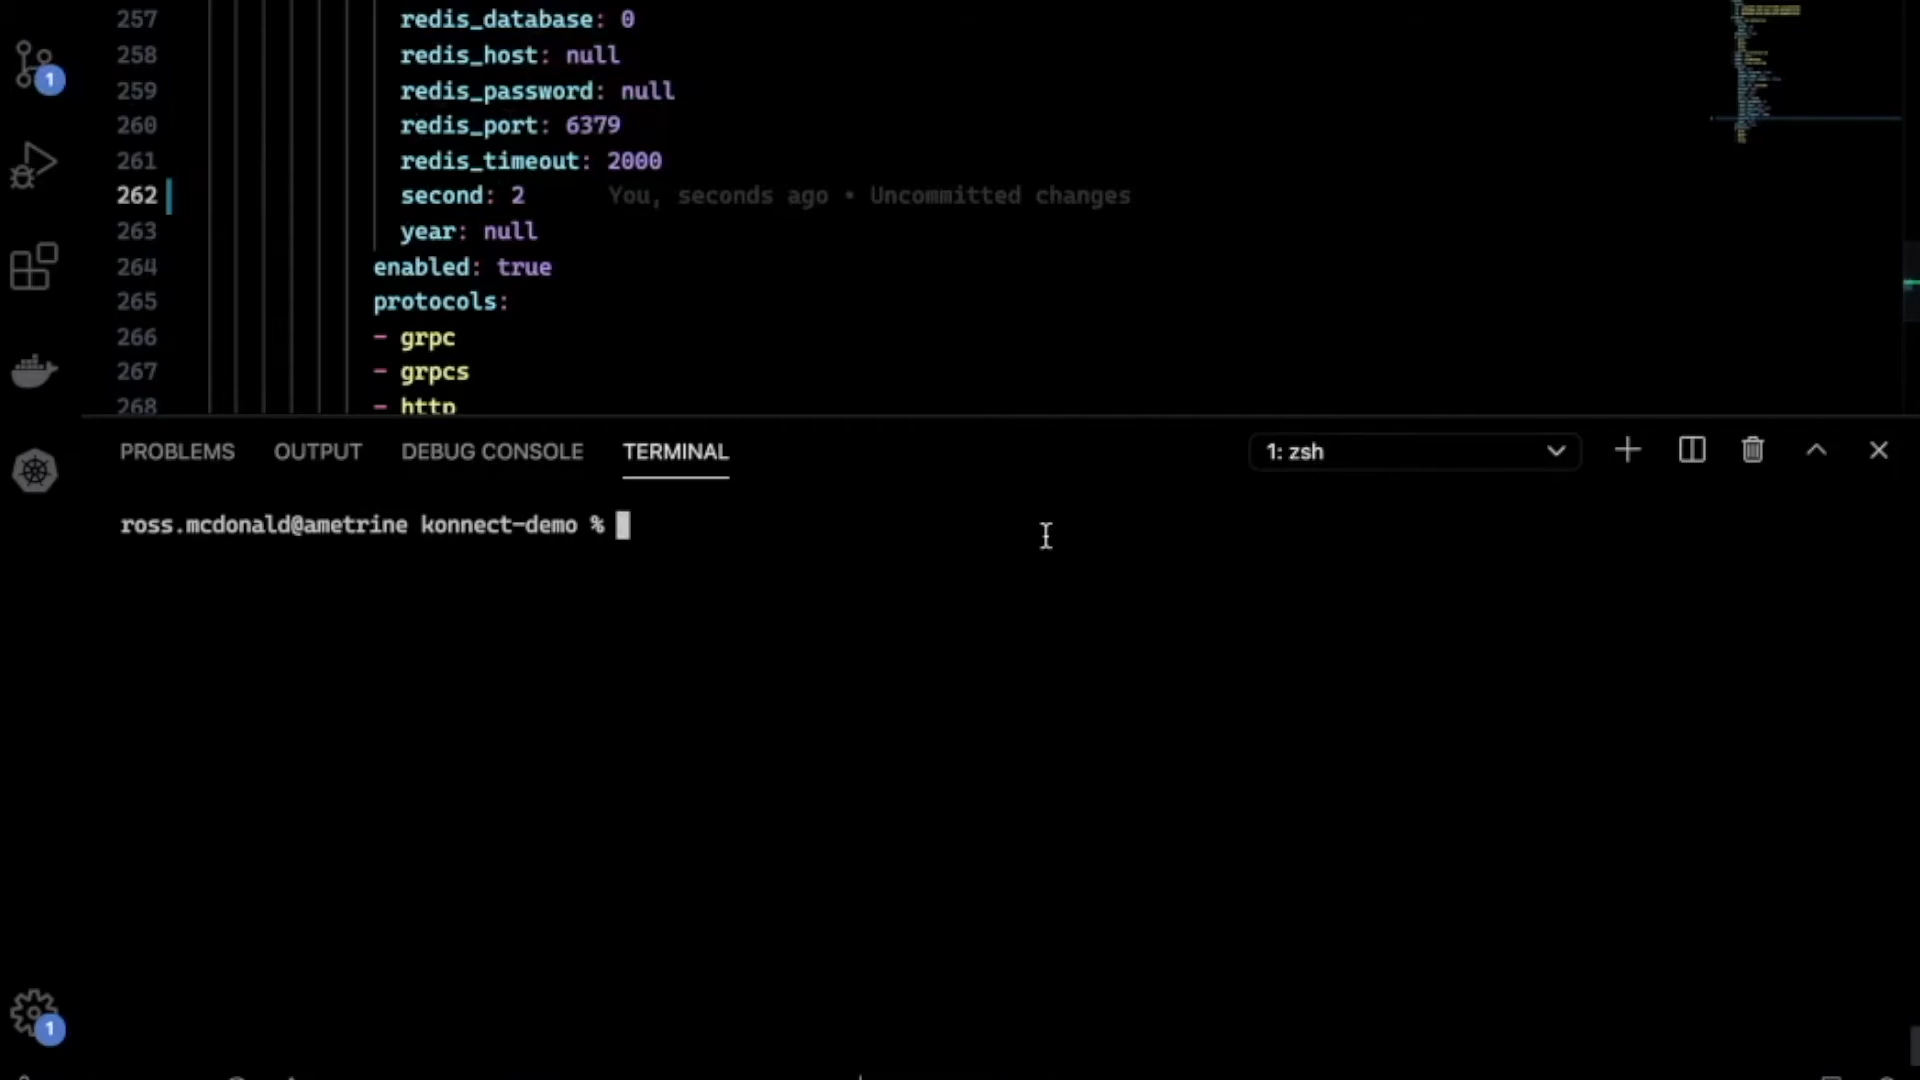 257 redis_database: 0
258 redis_host: null
259 redis_password: null
260 redis_port: 6379
261 redis_timeout: 2000
262 second: 2 You, seconds ago • Uncommitted changes
263 year: null
264 enabled: true
265 protocols:
266 - grpc
267 - grpcs
268 - http
1
PROBLEMS OUTPUT DEBUG CONSOLE TERMINAL 1: zsh
ross.mcdonald@ametrine konnect-demo %
1